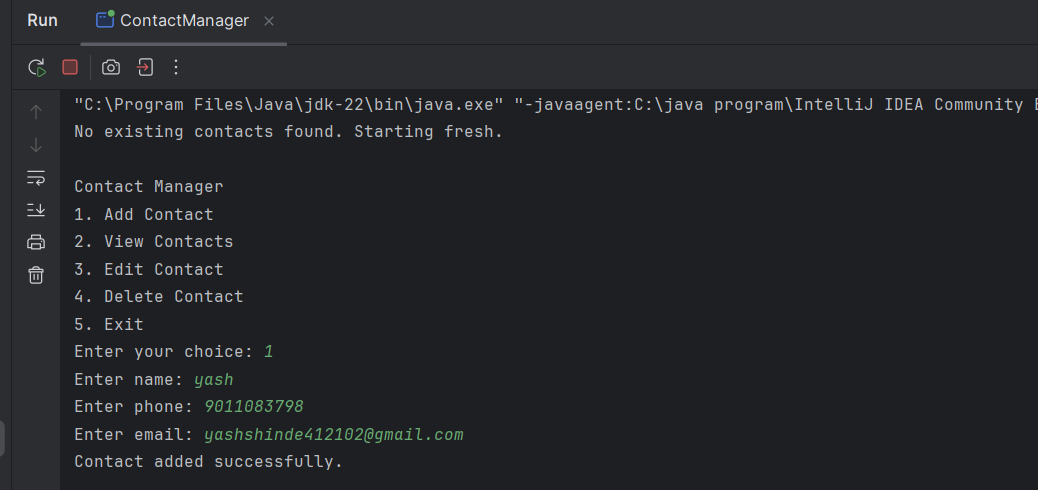 Run ContactManager
"C:\Program Files\Java\jdk-22\bin\java.exe" "-javaagent:C:\java program\IntelliJ IDEA Community
No existing contacts found. Starting fresh.
Contact Manager
1. Add Contact
2. View Contacts
3. Edit Contact
4. Delete Contact
5. Exit
Enter your choice: 1
Enter name: yash
Enter phone: 9011083798
Enter email: yashshinde412102@gmail.com
Contact added successfully.